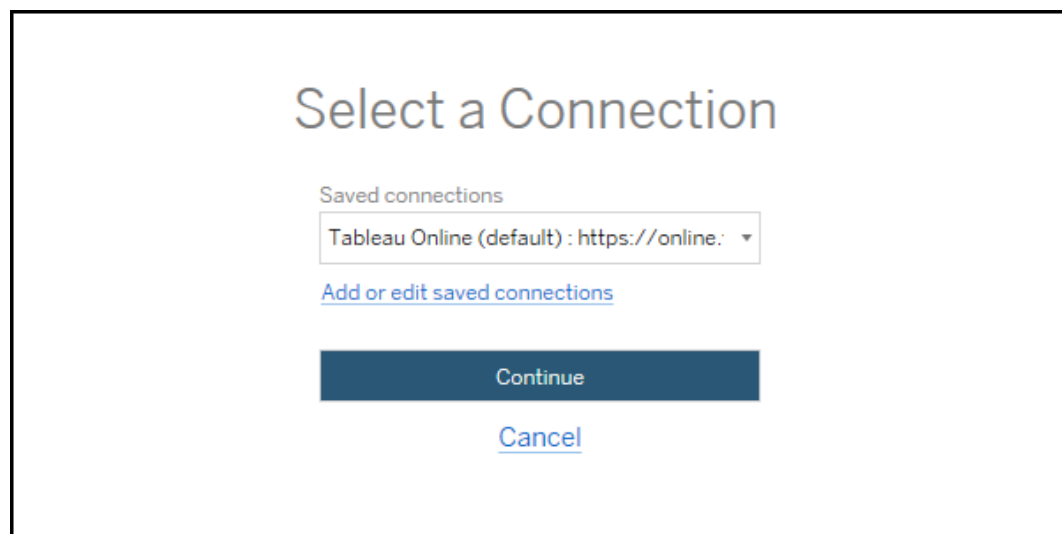 Select a Connection
Saved connections
Tableau Online (default) : https://online.
Add or edit saved connections
Continue
Cancel